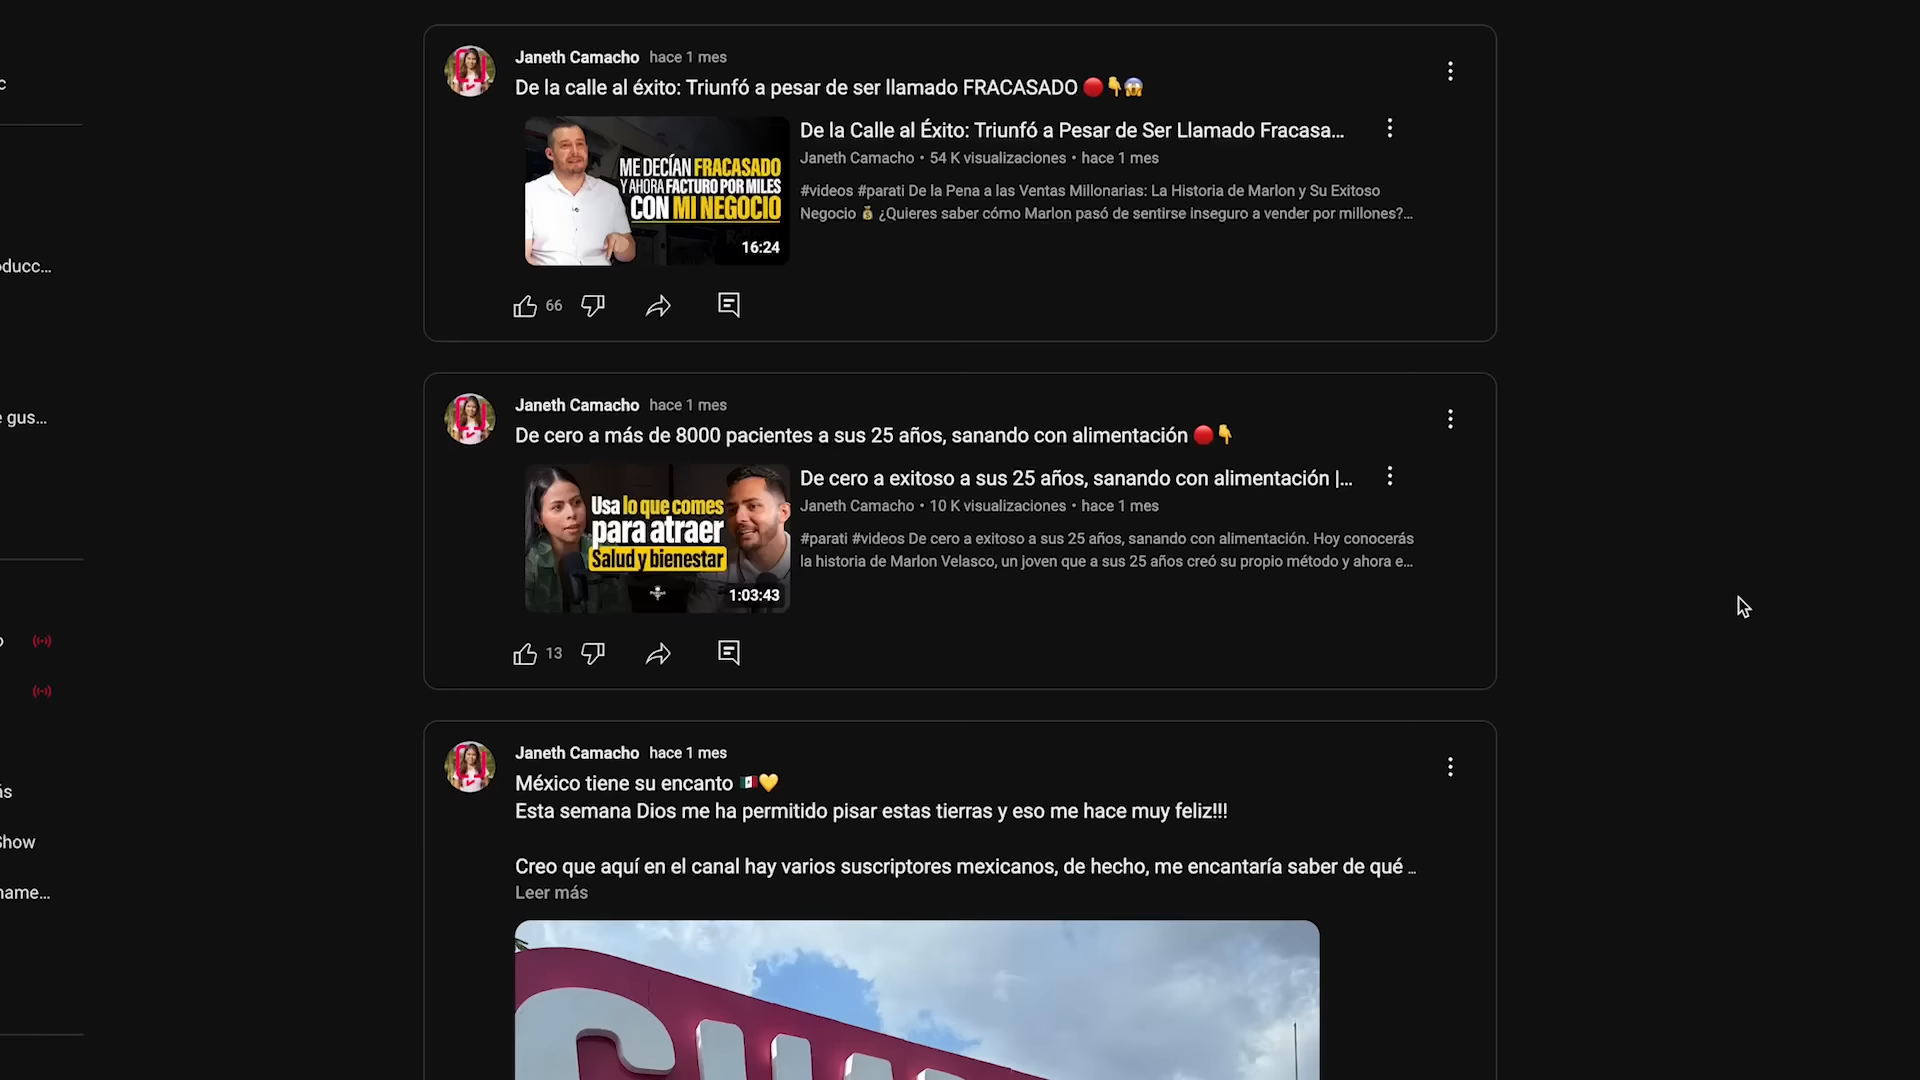 c
oducc...
e gus...
o
ás
Show
name...
Janeth Camacho hace 1 mes
De la calle al éxito: Triunfó a pesar de ser llamado FRACASADO 🔴👇😱
ME DECÍAN FRACASADO
Y AHORA FACTURO POR MILES
CON MI NEGOCIO
16:24
De la Calle al Éxito: Triunfó a Pesar de Ser Llamado Fracasa...
Janeth Camacho • 54 K visualizaciones • hace 1 mes
#videos #parati De la Pena a las Ventas Millonarias: La Historia de Marlon y Su Exitoso
Negocio 💰 ¿Quieres saber cómo Marlon pasó de sentirse inseguro a vender por millones?...
66
Janeth Camacho hace 1 mes
De cero a más de 8000 pacientes a sus 25 años, sanando con alimentación 🔴👇
Usa lo que comes
para atraer
Salud y bienestar
1:03:43
De cero a exitoso a sus 25 años, sanando con alimentación |...
Janeth Camacho • 10 K visualizaciones • hace 1 mes
#parati #videos De cero a exitoso a sus 25 años, sanando con alimentación. Hoy conocerás
la historia de Marlon Velasco, un joven que a sus 25 años creó su propio método y ahora e...
13
Janeth Camacho hace 1 mes
México tiene su encanto 🇲🇽💛
Esta semana Dios me ha permitido pisar estas tierras y eso me hace muy feliz!!!
Creo que aquí en el canal hay varios suscriptores mexicanos, de hecho, me encantaría saber de qué ...
Leer más